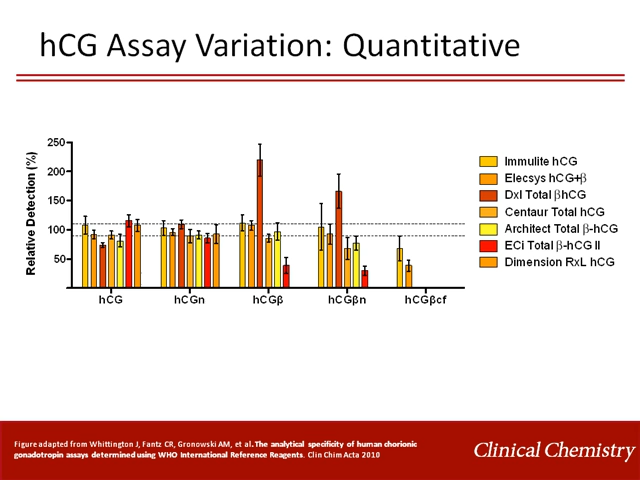 hCG Assay Variation: Quantitative
Relative Detection (%)
250
200
150
100
50
hCG
hCGn
hCGβ
hCGβn
hCGβcf
Immulite hCG
Elecsys hCG+β
DxI Total βhCG
Centaur Total hCG
Architect Total β-hCG
ECi Total β-hCG II
Dimension RxL hCG
Figure adapted from Whittington J, Fantz CR, Gronowski AM, et al. The analytical specificity of human chorionic
gonadotropin assays determined using WHO International Reference Reagents. Clin Chim Acta 2010
Clinical Chemistry